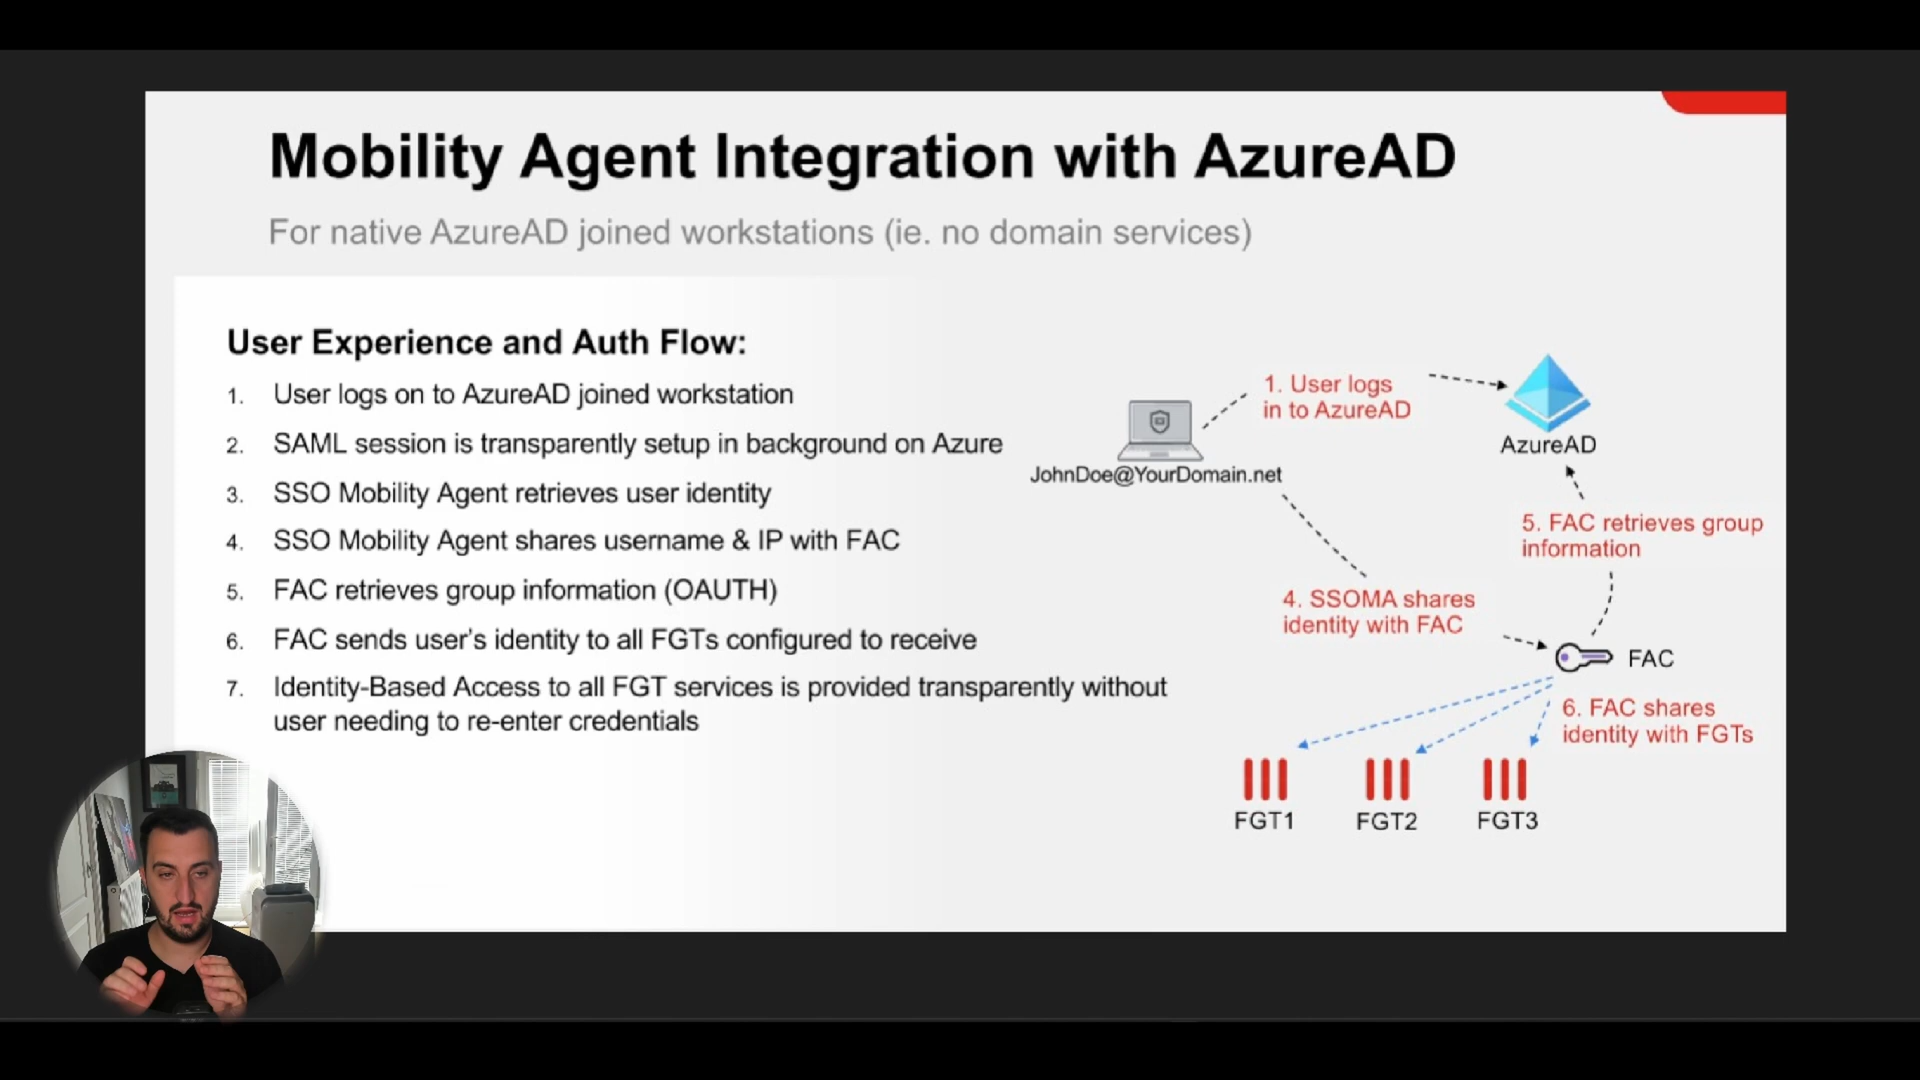 Mobility Agent Integration with AzureAD
For native AzureAD joined workstations (ie. no domain services)
User Experience and Auth Flow:
1. User logs on to AzureAD joined workstation
2. SAML session is transparently setup in background on Azure
3. SSO Mobility Agent retrieves user identity
4. SSO Mobility Agent shares username & IP with FAC
5. FAC retrieves group information (OAUTH)
6. FAC sends user's identity to all FGTs configured to receive
7. Identity-Based Access to all FGT services is provided transparently without
user needing to re-enter credentials
1. User logs
in to AzureAD
AzureAD
JohnDoe@YourDomain.net
5. FAC retrieves group
information
4. SSOMA shares
identity with FAC
FAC
6. FAC shares
identity with FGTs
FGT1
FGT2
FGT3